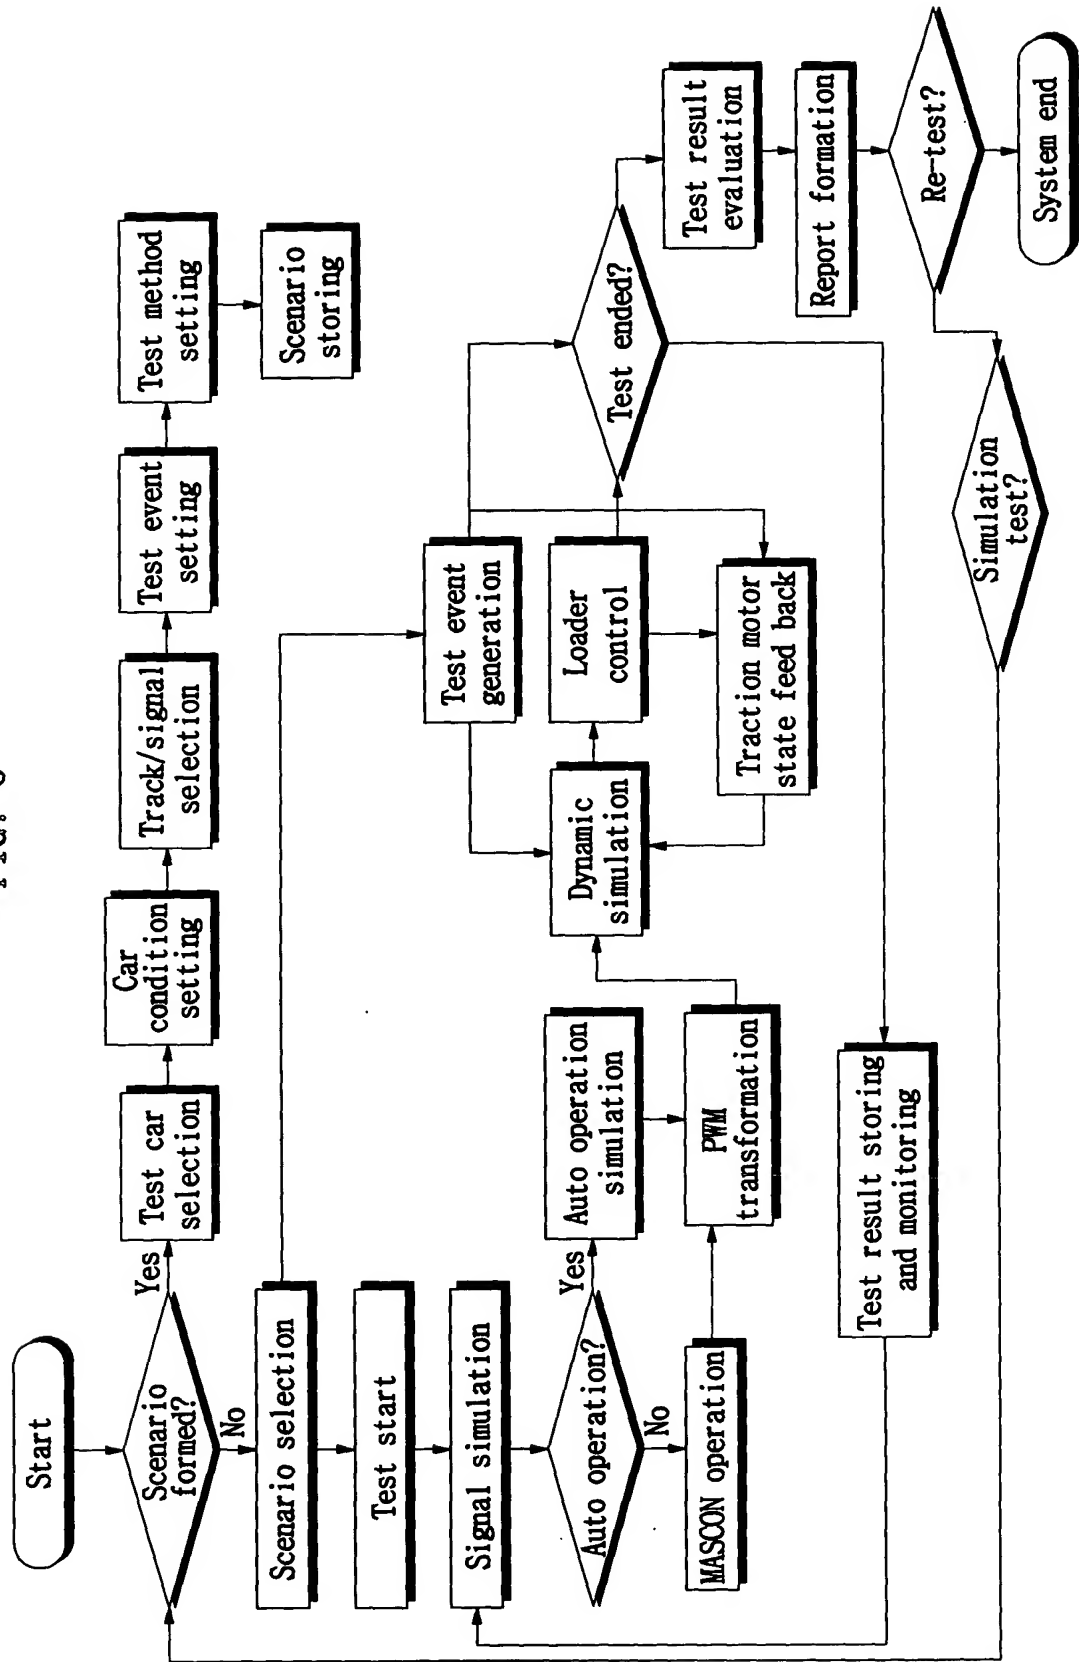 Start
Scenario
formed?
Yes
No
Test car
selection
Car
condition
setting
Track/signal
selection
Test event
setting
Test method
setting
Scenario
storing
Scenario selection
Test start
Signal simulation
Auto operation?
Yes
No
Auto operation
simulation
MASCON operation
PWM
transformation
Dynamic
simulation
Test event
generation
Loader
control
Traction motor
state feed back
Test ended?
Test result storing
and monitoring
Test result
evaluation
Report formation
Re-test?
System end
Simulation
test?